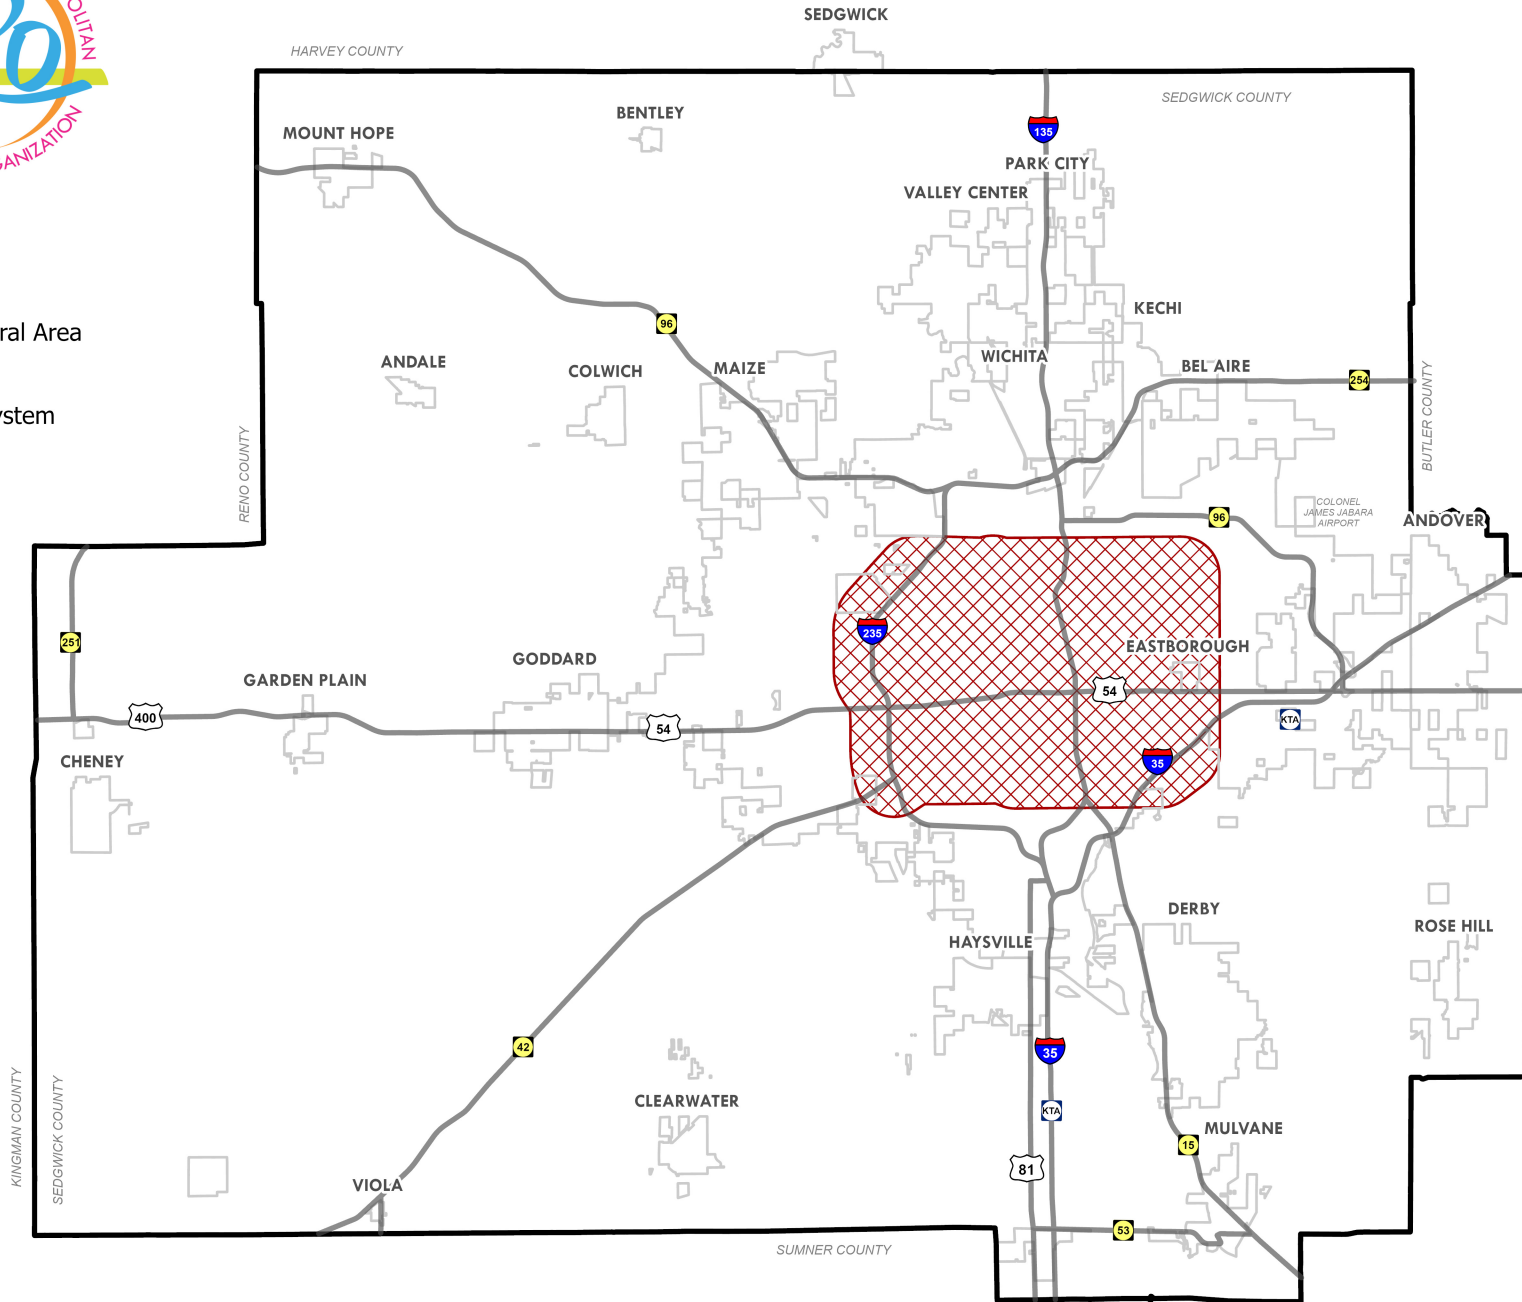 SEDGWICK
OLITAN
HARVEY COUNTY
SEDGWICK COUNTY
BENTLEY
MOUNT HOPE
135
GANIZATION
PARK CITY
VALLEY CENTER
KECHI
96
ral Area
WICHITA
ANDALE
COLWICH
MAIZE
BEL AIRE
254
ystem
BUTLER COUNTY
RENO COUNTY
COLONEL
JAMES JABARA
AIRPORT
96
ANDOVER
235
251
EASTBOROUGH
GODDARD
GARDEN PLAIN
54
400
54
KTA
CHENEY
35
DERBY
ROSE HILL
HAYSVILLE
42
35
CLEARWATER
KTA
KINGMAN COUNTY
SEDGWICK COUNTY
MULVANE
15
81
VIOLA
53
SUMNER COUNTY